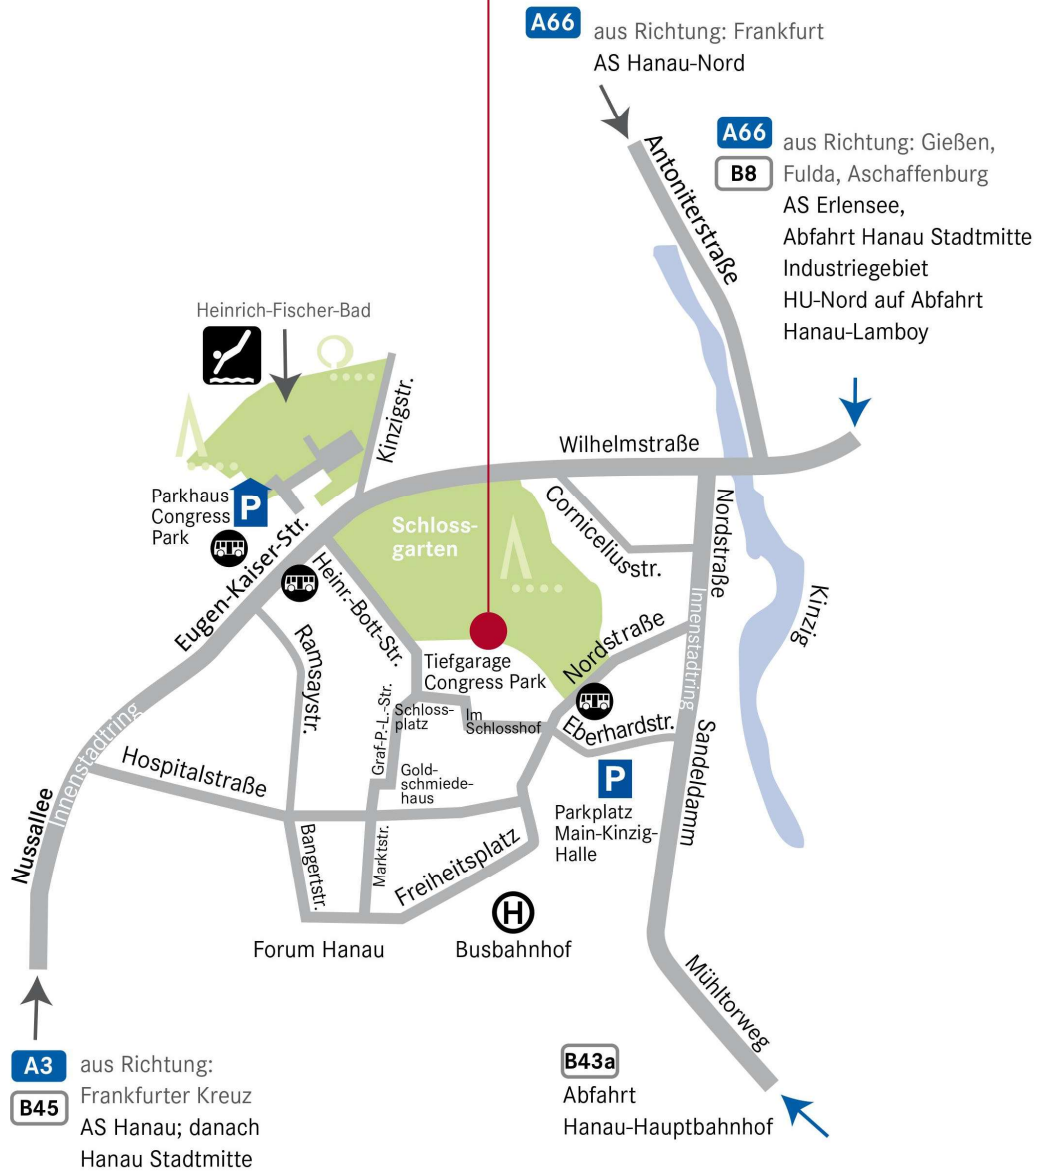 A66
aus Richtung: Frankfurt
AS Hanau-Nord
A66
B8
aus Richtung: Gießen,
Fulda, Aschaffenburg
AS Erlensee,
Abfahrt Hanau Stadtmitte
Industriegebiet
HU-Nord auf Abfahrt
Hanau-Lamboy
Antoniterstraße
Heinrich-Fischer-Bad
Kinzigstr.
Wilhelmstraße
Parkhaus
Congress
Park
P
Schloss-
garten
Corniceliusstr.
Nordstraße
Eugen-Kaiser-Str.
Heinr.-Bott-Str.
Innenstadtring
Kinzig
Ramsaystr.
Nordstraße
Tiefgarage
Congress Park
Graf-P.-L.-Str.
Schloss-
platz
Im
Schlosshof
Eberhardstr.
Sandeldamm
Innenstadtring
Hospitalstraße
Gold-
schmiede-
haus
P
Parkplatz
Main-Kinzig-
Halle
Nussallee
Bangertstr.
Marktstr.
Freiheitsplatz
H
Forum Hanau
Busbahnhof
Mühltorweg
A3
B45
aus Richtung:
Frankfurter Kreuz
AS Hanau; danach
Hanau Stadtmitte
B43a
Abfahrt
Hanau-Hauptbahnhof